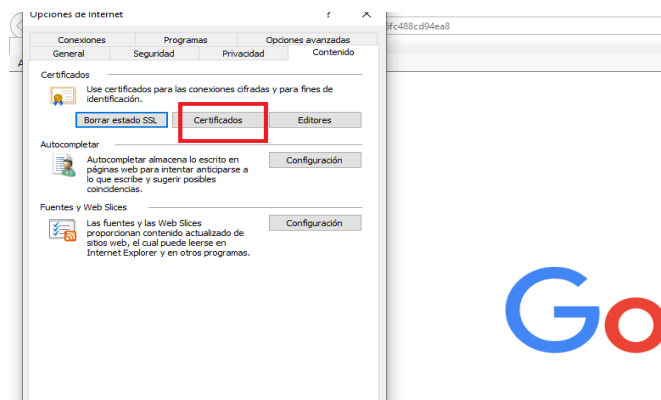 Opciones de Internet ? X
5fc488cd94ea8
Conexiones Programas Opciones avanzadas
General Seguridad Privacidad Contenido
Certificados
Use certificados para las conexiones cifradas y para fines de
identificación.
Borrar estado SSL Certificados Editores
Autocompletar
Autocompletar almacena lo escrito en
páginas web para intentar anticiparse a
lo que escribe y sugerir posibles
coincidencias.
Configuración
Fuentes y Web Slices
Las fuentes y las Web Slices
proporcionan contenido actualizado de
sitios web, el cual puede leerse en
Internet Explorer y en otros programas.
Configuración
Go